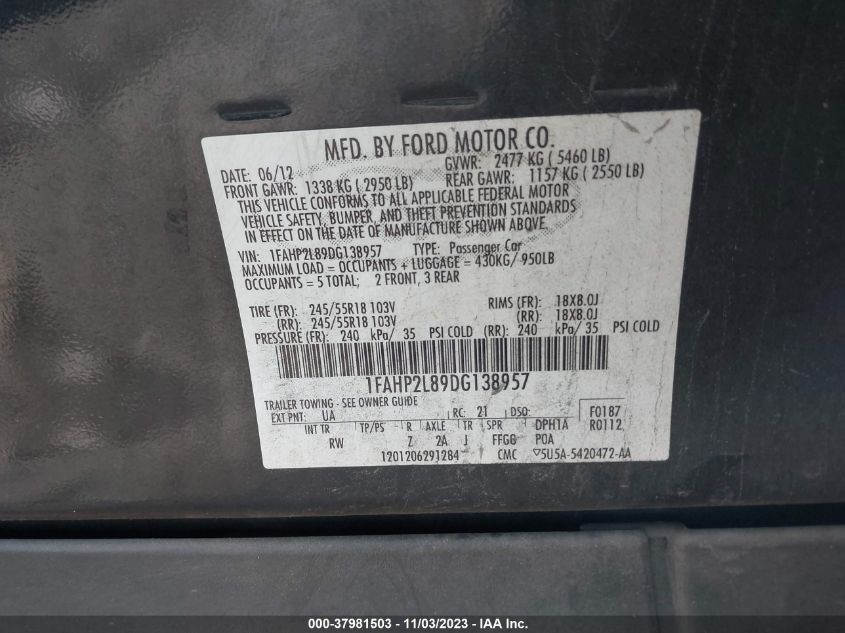 MFD. BY FORD MOTOR CO.
DATE: 06/12 GVWR: 2477 KG ( 5460 LB)
FRONT GAWR: 1338 KG ( 2950 LB) REAR GAWR: 1157 KG ( 2550 LB)
THIS VEHICLE CONFORMS TO ALL APPLICABLE FEDERAL MOTOR
VEHICLE SAFETY, BUMPER, AND THEFT PREVENTION STANDARDS
IN EFFECT ON THE DATE OF MANUFACTURE SHOWN ABOVE.
VIN: 1FAHP2L89DG138957 TYPE: Passenger Car
MAXIMUM LOAD = OCCUPANTS + LUGGAGE = 430KG/ 950LB
OCCUPANTS = 5 TOTAL; 2 FRONT, 3 REAR
TIRE (FR): 245/55R18 103V RIMS (FR): 18X8.0J
(RR): 245/55R18 103V (RR): 18X8.0J
PRESSURE (FR): 240 kPa/ 35 PSI COLD (RR): 240 kPa/ 35 PSI COLD
1FAHP2L89DG138957
TRAILER TOWING - SEE OWNER GUIDE
EXT PNT: UA RC: 21 DSO: F0187
INT TR TP/PS R AXLE TR SPR DPH1A R0112
RW Z 2A J FFGG POA
1201206291284 CMC ▽5U5A-5420472-AA
000-37981503 - 11/03/2023 - IAA Inc.